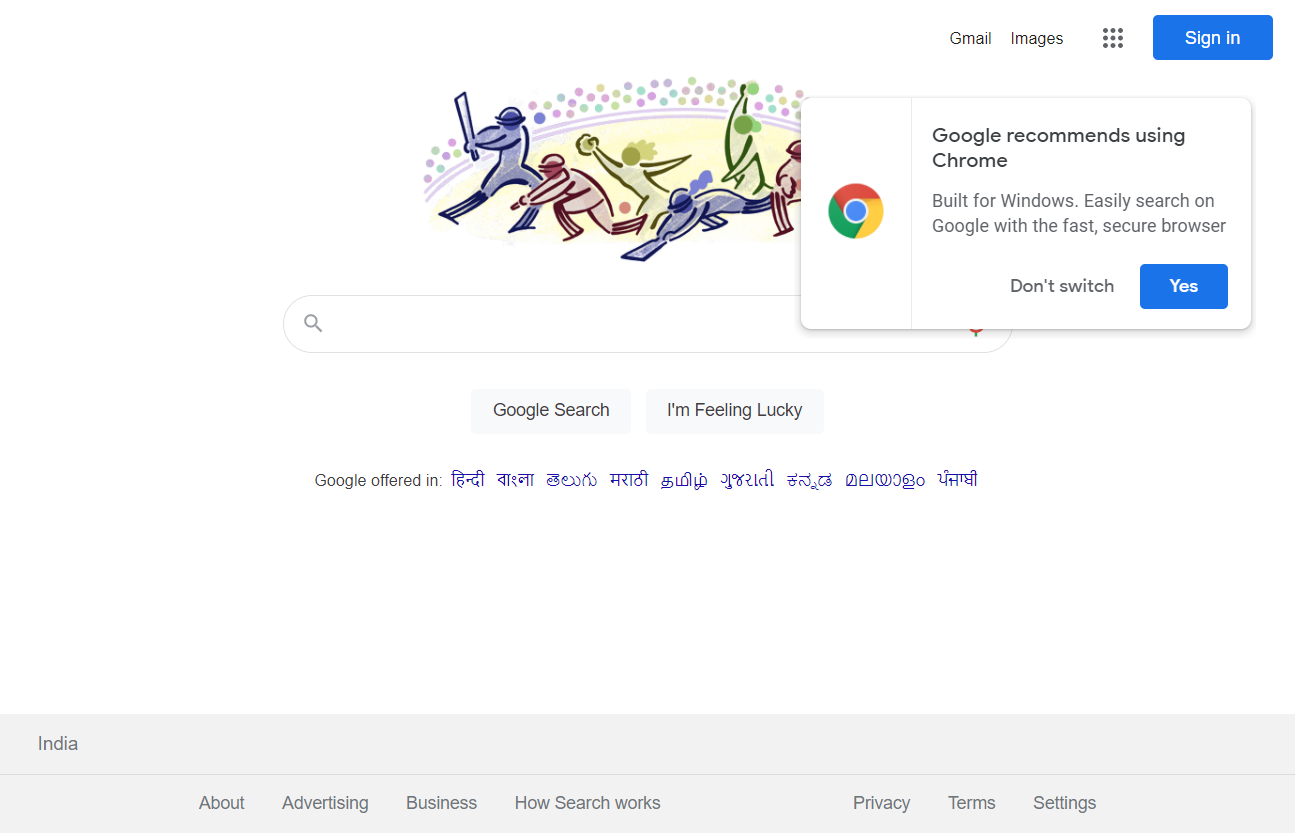 Gmail Images Sign in
Google recommends using
Chrome
Built for Windows. Easily search on
Google with the fast, secure browser
Don't switch Yes
Google Search I'm Feeling Lucky
Google offered in: हिन्दी বাংলা తెలుగు मराठी தமிழ் ગુજરાતી ಕನ್ನಡ മലയാളം ਪੰਜਾਬੀ
India
About Advertising Business How Search works Privacy Terms Settings